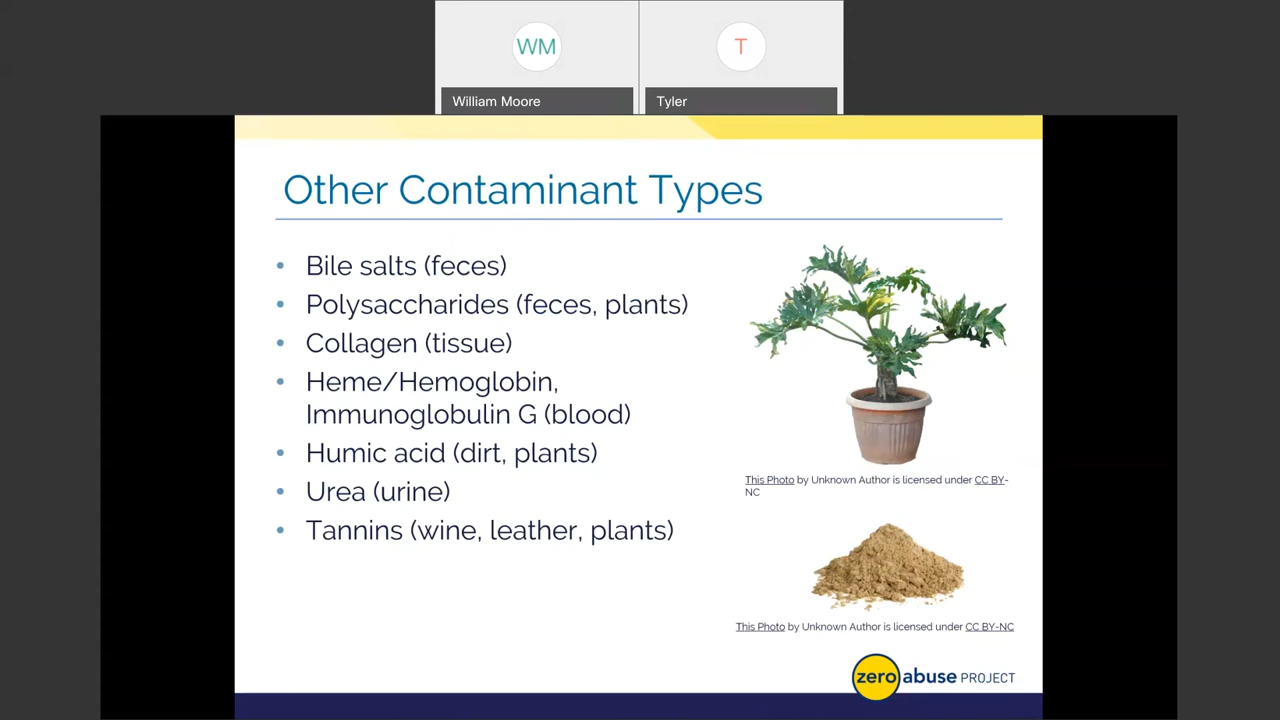 WM
T
William Moore
Tyler
Other Contaminant Types
• Bile salts (feces)
• Polysaccharides (feces, plants)
• Collagen (tissue)
• Heme/Hemoglobin,
Immunoglobulin G (blood)
• Humic acid (dirt, plants)
• Urea (urine)
• Tannins (wine, leather, plants)
This Photo by Unknown Author is licensed under CC BY-
NC
This Photo by Unknown Author is licensed under CC BY-NC
zero abuse PROJECT